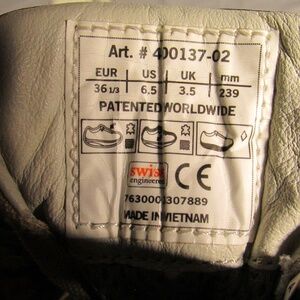 Art. # 400137-02
EUR US UK mm
36 1/3 6.5 3.5 239
PATENTED WORLDWIDE
swiss
engineered
CE
7630001307889
MADE IN VIETNAM